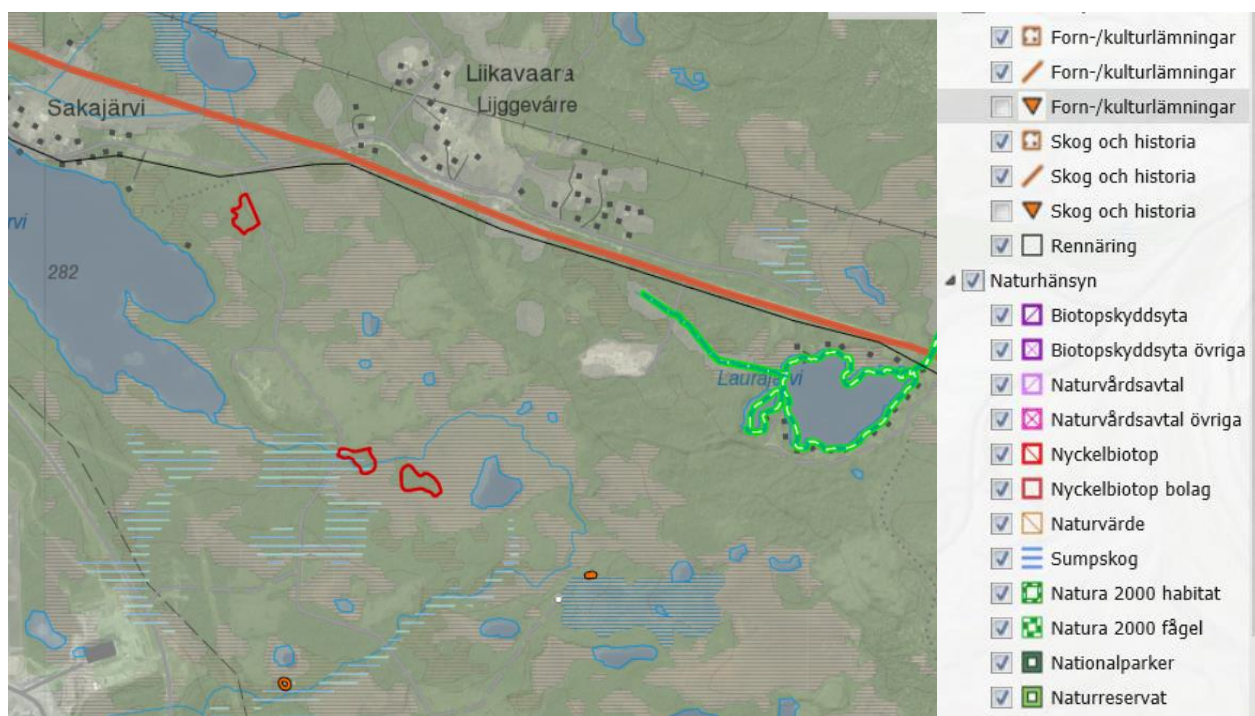 Liikavaara
Lijggevárre
Sakajärvi
rvi
282
Laurajärvi
Forn-/kulturlämningar
Forn-/kulturlämningar
Forn-/kulturlämningar
Skog och historia
Skog och historia
Skog och historia
Rennäring
Naturhänsyn
Biotopskyddsyta
Biotopskyddsyta övriga
Naturvårdsavtal
Naturvårdsavtal övriga
Nyckelbiotop
Nyckelbiotop bolag
Naturvärde
Sumpskog
Natura 2000 habitat
Natura 2000 fågel
Nationalparker
Naturreservat